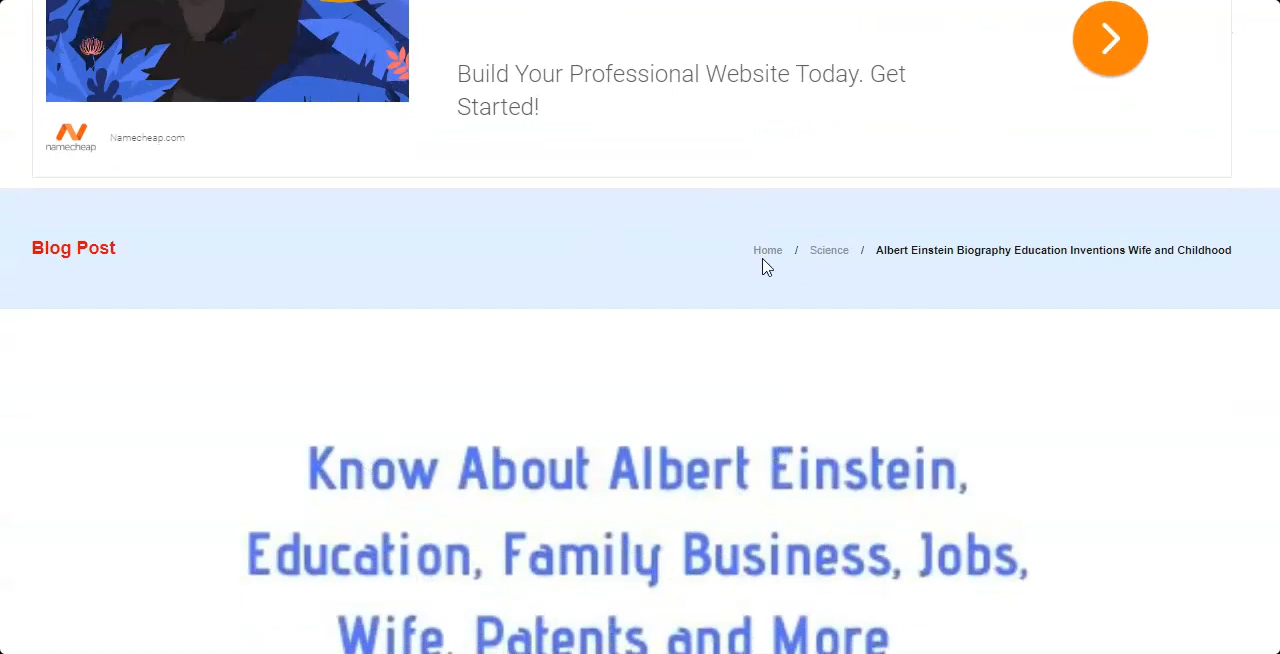 Build Your Professional Website Today. Get
Started!
namecheap
Namecheap.com
Blog Post
Home / Science / Albert Einstein Biography Education Inventions Wife and Childhood
Know About Albert Einstein,
Education, Family Business, Jobs,
Wife, Patents and More